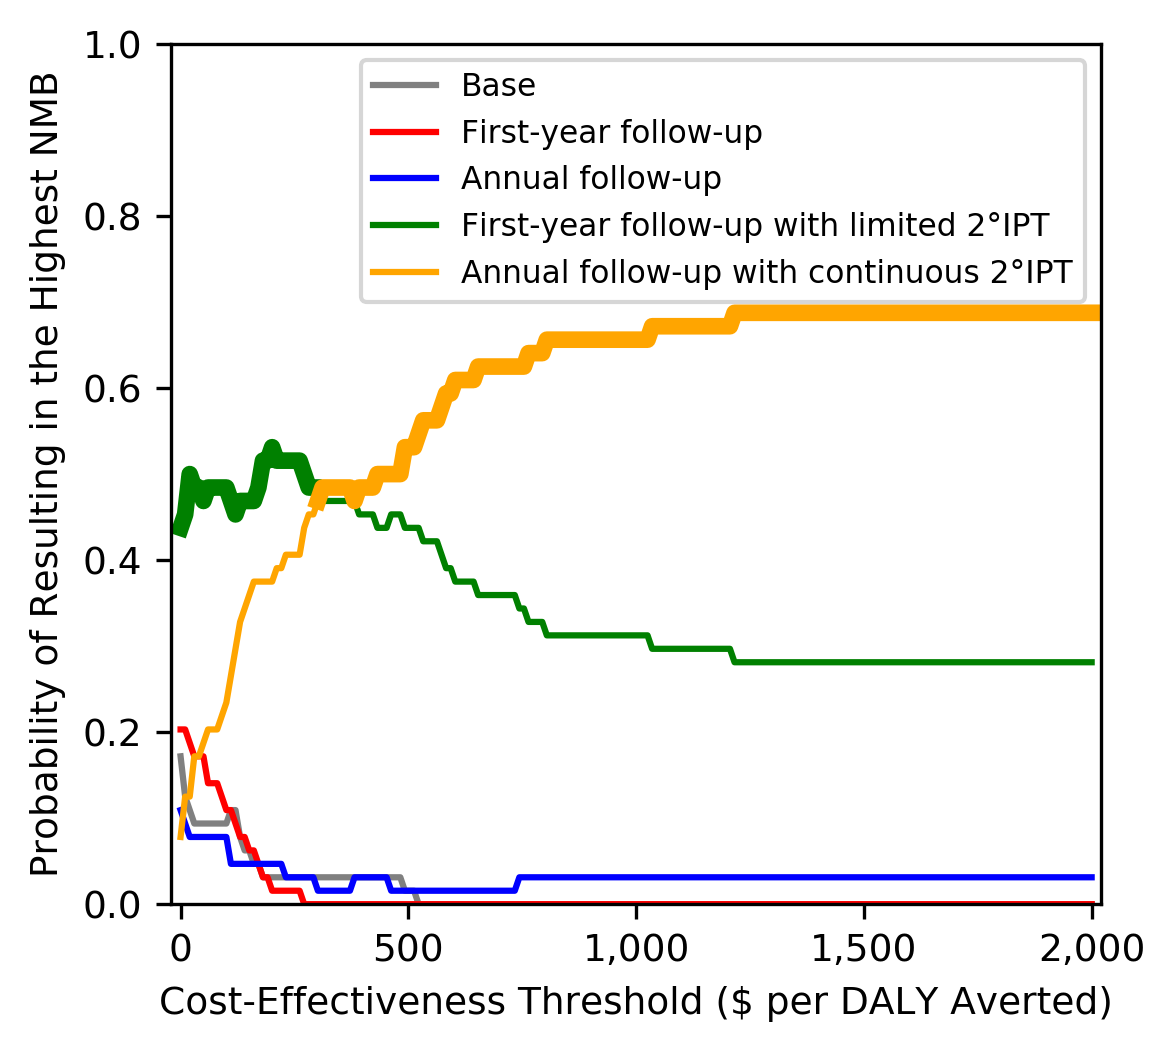 Probability of Resulting in the Highest NMB
1.0
0.8
0.6
0.4
0.2
0.0
Base
First-year follow-up
Annual follow-up
First-year follow-up with limited 2°IPT
Annual follow-up with continuous 2°IPT
0 500 1,000 1,500 2,000
Cost-Effectiveness Threshold ($ per DALY Averted)